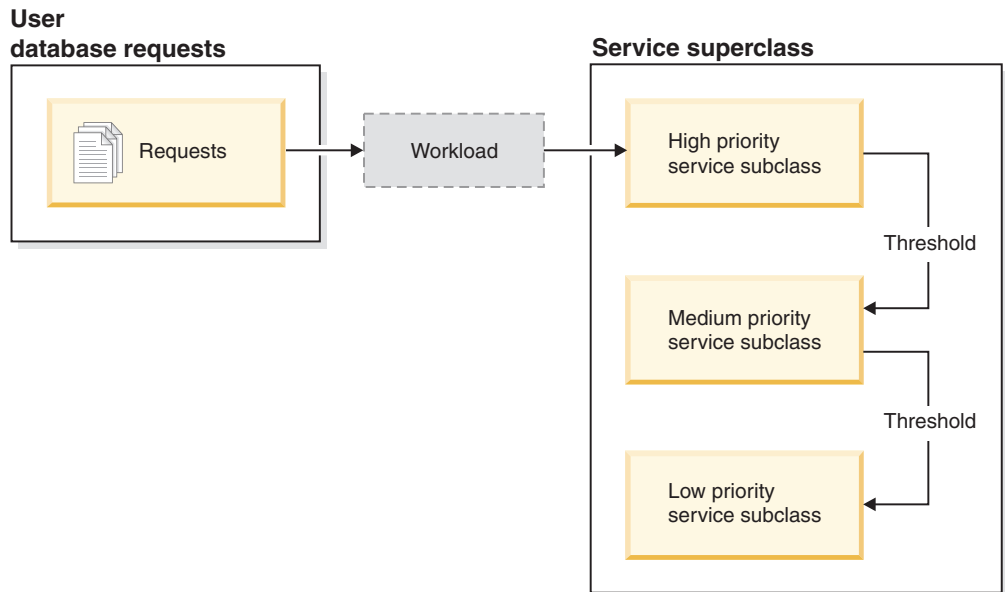 User
database requests
Requests
Workload
Service superclass
High priority
service subclass
Threshold
Medium priority
service subclass
Threshold
Low priority
service subclass